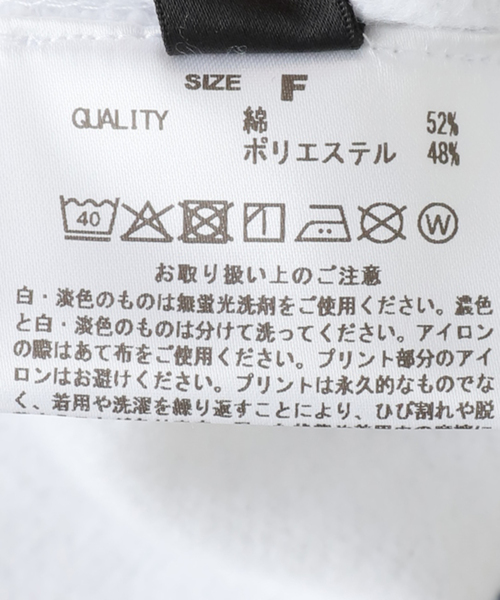 SIZE F
QUALITY 綿 52%
ポリエステル 48%
40 W
お取り扱い上のご注意
白・淡色のものは無蛍光洗剤をご使用ください。濃色
と白・淡色のものは分けて洗ってください。アイロン
の際はあて布をご使用ください。プリント部分のアイ
ロンはお避けください。プリントは永久的なものでな
く、着用や洗濯を繰り返すことにより、ひび割れや脱